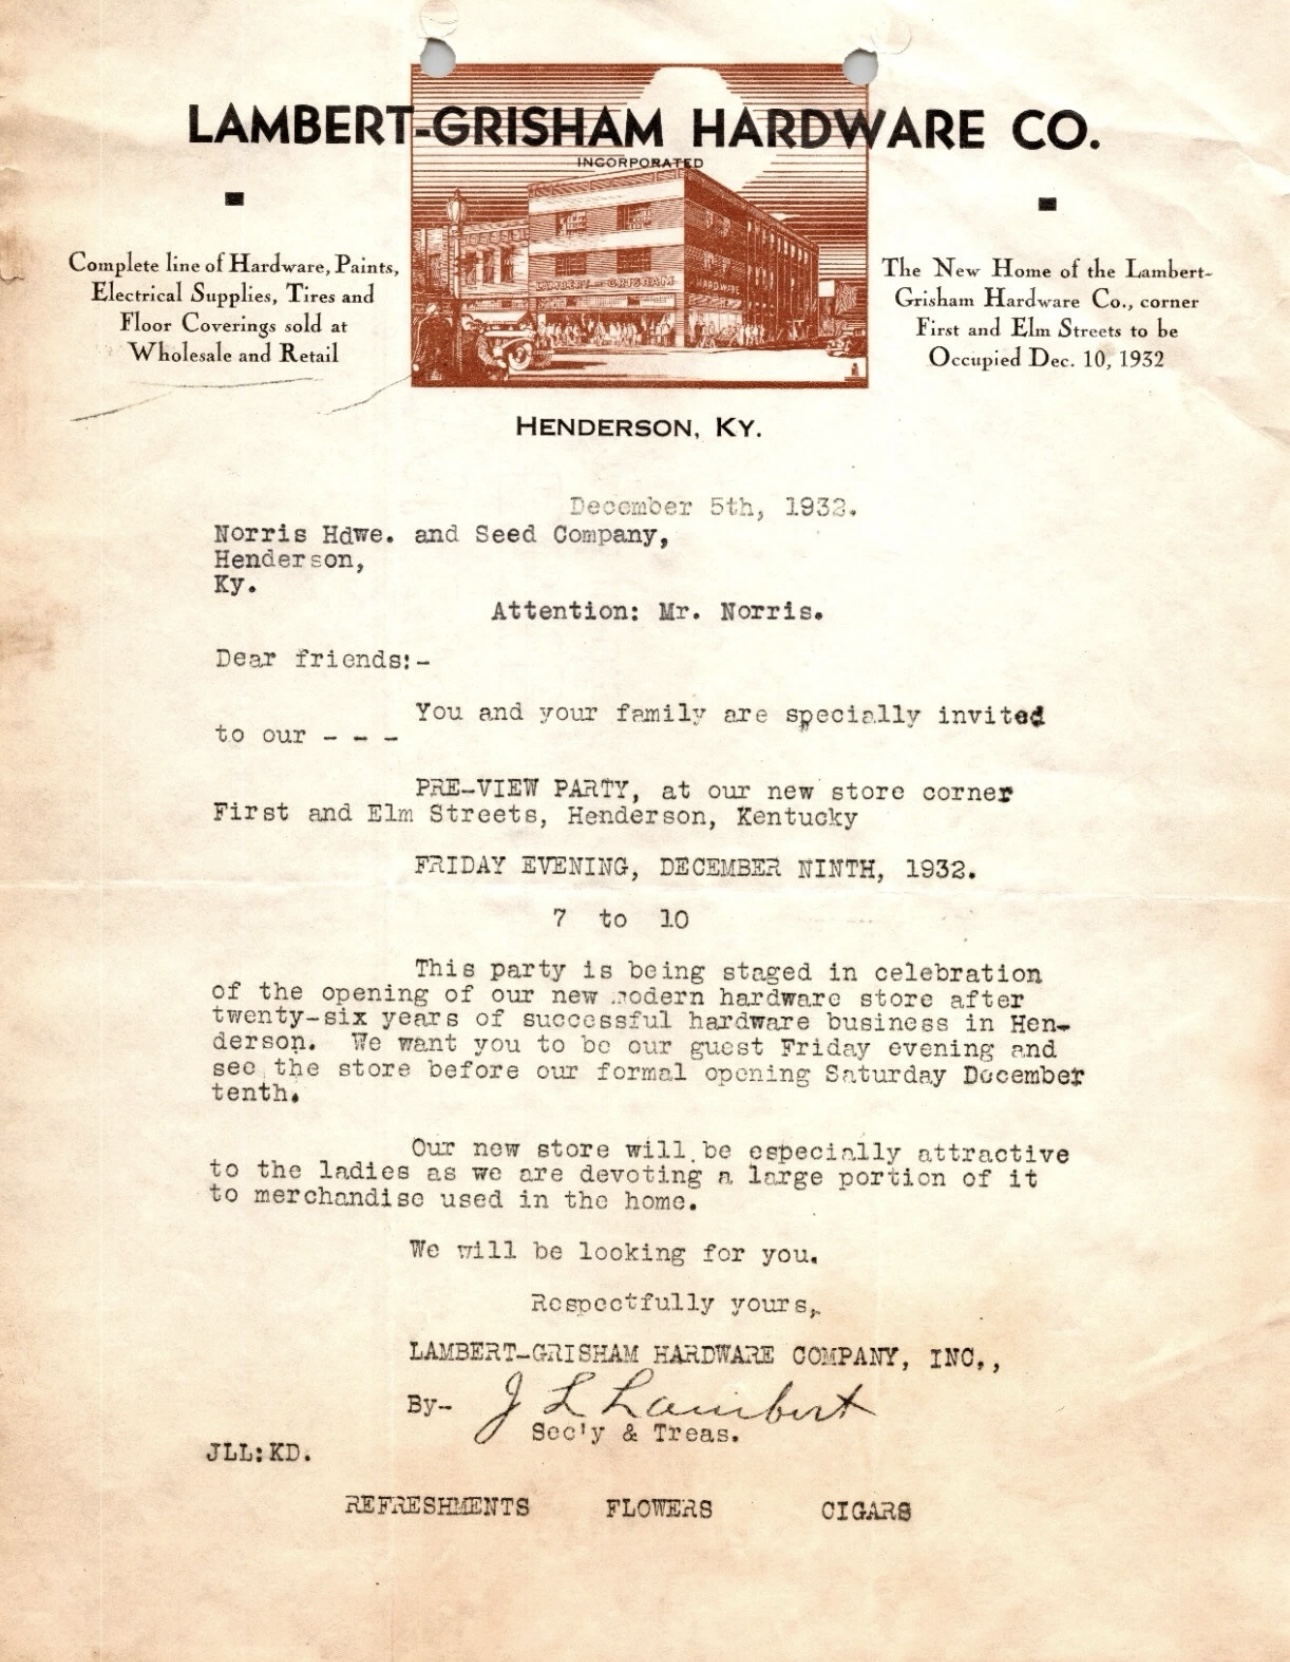 LAMBERT-GRISHAM HARDWARE CO.
INCORPORATED
Complete line of Hardware, Paints,
Electrical Supplies, Tires and
Floor Coverings sold at
Wholesale and Retail
LAMBERT-GRISHAM
HARDWARE
The New Home of the Lambert-
Grisham Hardware Co., corner
First and Elm Streets to be
Occupied Dec. 10, 1932
HENDERSON, KY.
December 5th, 1932.
Norris Hdwe. and Seed Company,
Henderson,
Ky.
Attention: Mr. Norris.
Dear friends:-
You and your family are specially invited
to our - - -
PRE-VIEW PARTY, at our new store corner
First and Elm Streets, Henderson, Kentucky
FRIDAY EVENING, DECEMBER NINTH, 1932.
7 to 10
This party is being staged in celebration
of the opening of our new modern hardware store after
twenty-six years of successful hardware business in Hen-
derson. We want you to be our guest Friday evening and
see the store before our formal opening Saturday December
tenth.
Our new store will be especially attractive
to the ladies as we are devoting a large portion of it
to merchandise used in the home.
We will be looking for you.
Respectfully yours,
LAMBERT-GRISHAM HARDWARE COMPANY, INC.,
By- J L Lambert
Sec'y & Treas.
JLL:KD.
REFRESHMENTS FLOWERS CIGARS